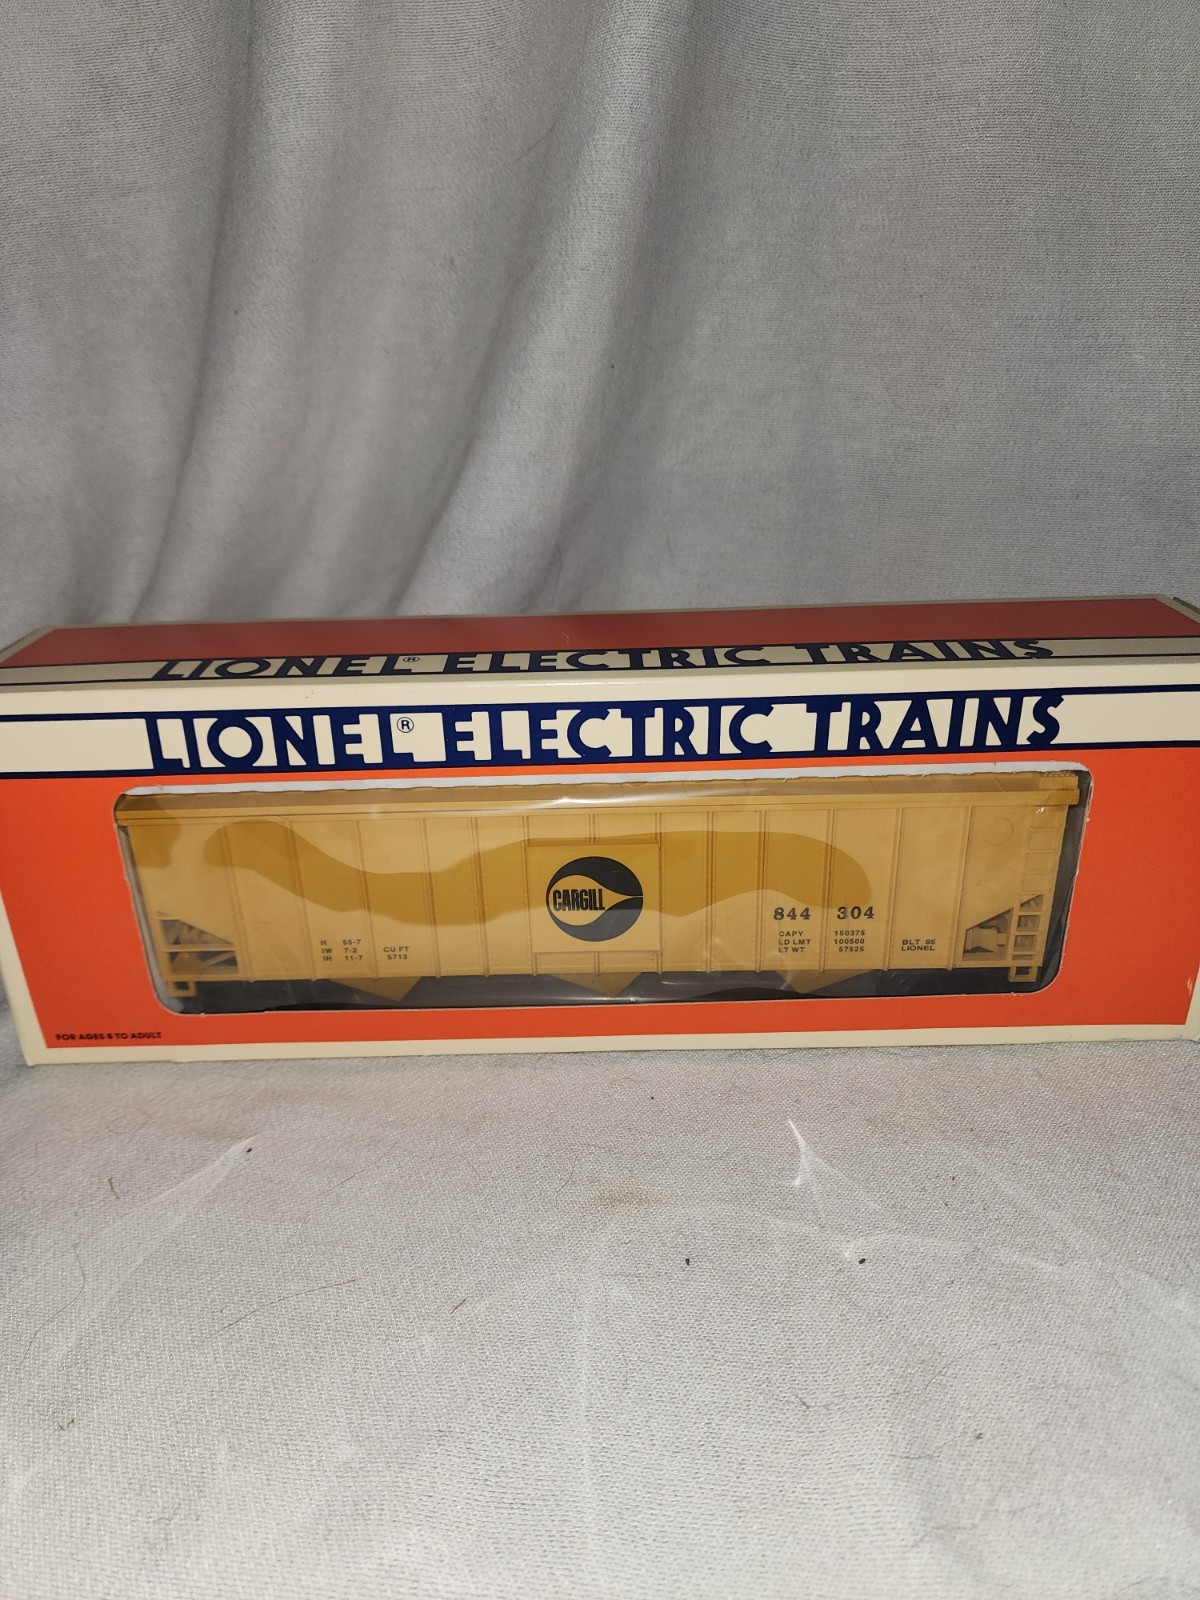 LIONEL® ELECTRIC TRAINS
LIONEL® ELECTRIC TRAINS
CARGILL
844 304
CAPY 150375
LD LMT 100500
LT WT 57525
BLT 95
LIONEL
H 55-7
IW 7-2 CU FT
IH 11-7 5713
FOR AGES 8 TO ADULT